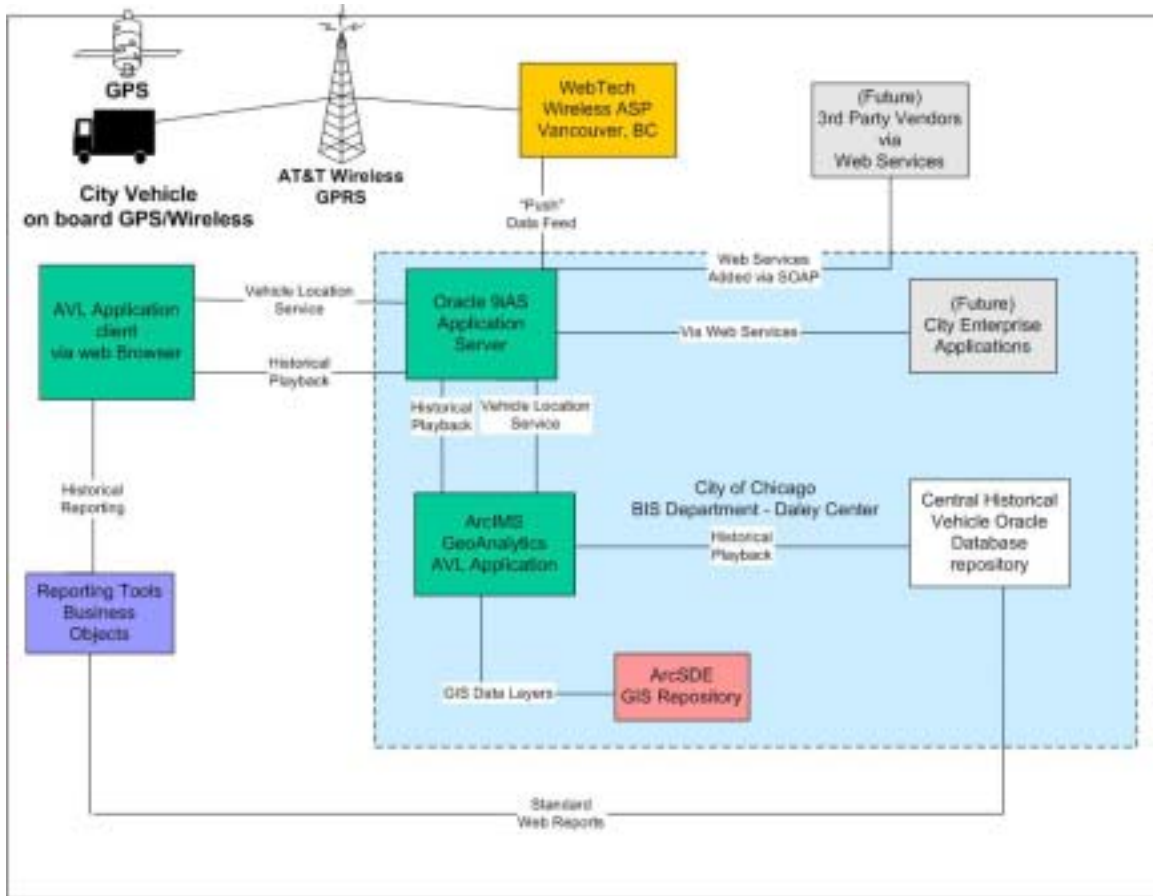 GPS
City Vehicle
on board GPS/Wireless
AT&T Wireless
GPRS
WebTech
Wireless ASP
Vancouver, BC
(Future)
3rd Party Vendors
via
Web Services
"Push"
Data Feed
Web Services
Added via SOAP
AVL Application
client
via web Browser
Vehicle Location
Service
Historical
Playback
Oracle 9iAS
Application
Server
Via Web Services
(Future)
City Enterprise
Applications
Historical
Playback
Vehicle Location
Service
Historical
Reporting
ArcIMS
GeoAnalytics
AVL Application
City of Chicago
BIS Department - Daley Center
Historical
Playback
Central Historical
Vehicle Oracle
Database
repository
Reporting Tools
Business
Objects
GIS Data Layers
ArcSDE
GIS Repository
Standard
Web Reports